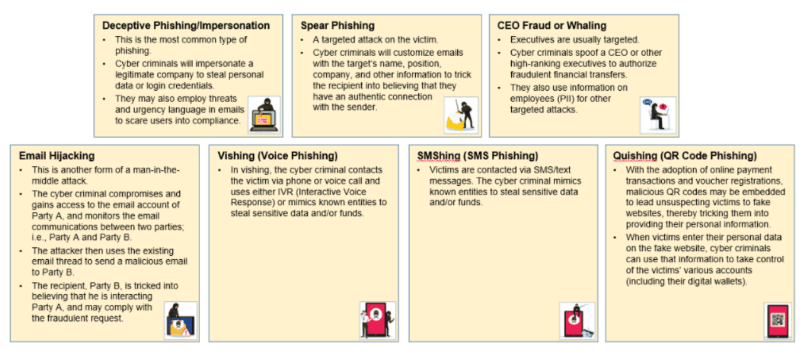 Deceptive Phishing/Impersonation
• This is the most common type of
phishing.
• Cyber criminals will impersonate a
legitimate company to steal personal
data or login credentials.
• They may also employ threats
and urgency language in emails
to scare users into compliance.
Spear Phishing
• A targeted attack on the victim.
• Cyber criminals will customize emails
with the target's name, position,
company, and other information to trick
the recipient into believing that they
have an authentic connection
with the sender.
CEO Fraud or Whaling
• Executives are usually targeted.
• Cyber criminals spoof a CEO or other
high-ranking executives to authorize
fraudulent financial transfers.
• They also use information on
employees (PII) for other
targeted attacks.
Email Hijacking
• This is another form of a man-in-the-
middle attack.
• The cyber criminal compromises and
gains access to the email account of
Party A, and monitors the email
communications between two parties;
i.e., Party A and Party B.
• The attacker then uses the existing
email thread to send a malicious email
to Party B.
• The recipient, Party B, is tricked into
believing that he is interacting
Party A, and may comply with
the fraudulent request.
Vishing (Voice Phishing)
• In vishing, the cyber criminal contacts
the victim via phone or voice call and
uses either IVR (Interactive Voice
Response) or mimics known entities to
steal sensitive data and/or funds.
SMShing (SMS Phishing)
• Victims are contacted via SMS/text
messages. The cyber criminal mimics
known entities to steal sensitive data
and/or funds.
Quishing (QR Code Phishing)
• With the adoption of online payment
transactions and voucher registrations,
malicious QR codes may be embedded
to lead unsuspecting victims to fake
websites, thereby tricking them into
providing their personal information.
• When victims enter their personal data
on the fake website, cyber criminals
can use that information to take control
of the victims' various accounts
(including their digital wallets).